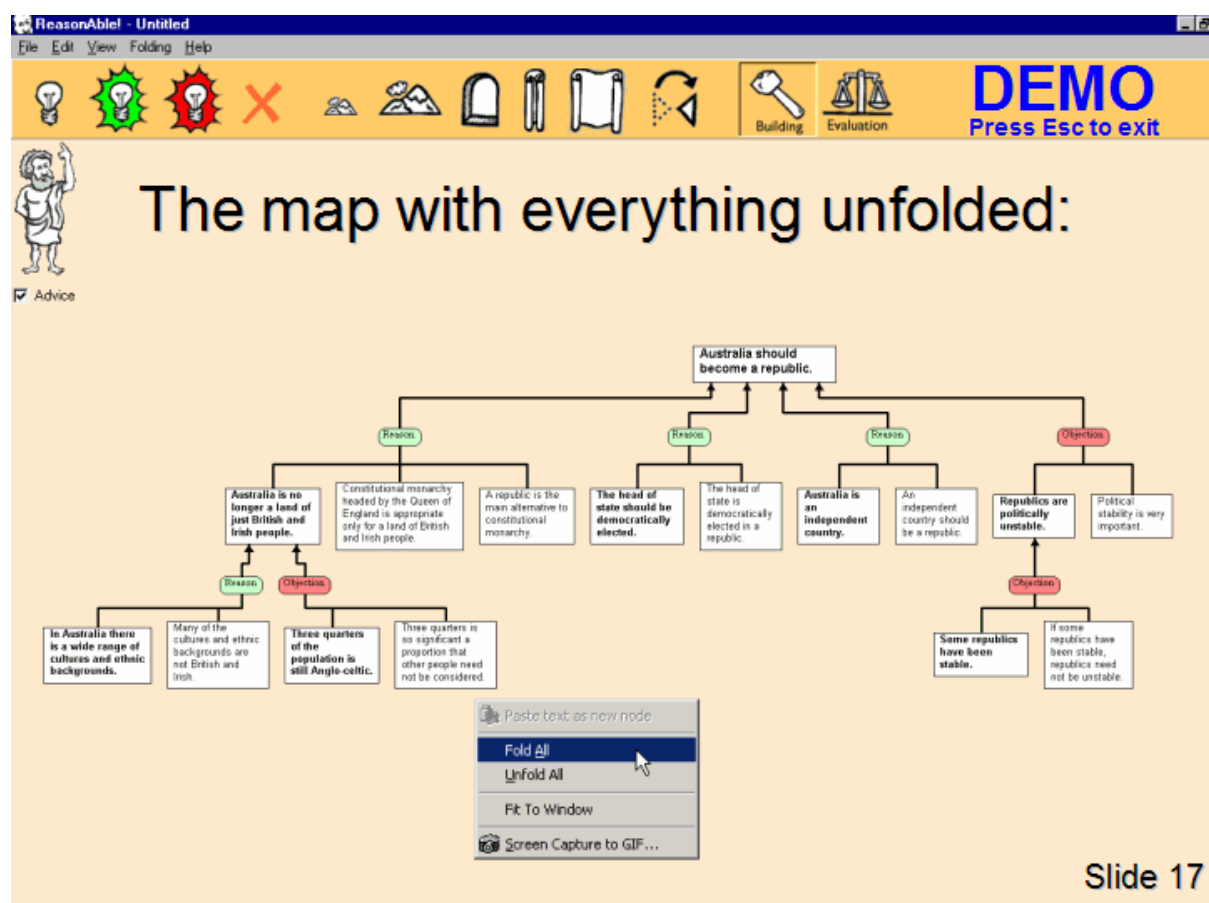 ReasonAble! - Untitled
File Edit View Folding Help
DEMO
Press Esc to exit
Building
Evaluation
Advice
The map with everything unfolded:
Australia should
become a republic.
Reason
Reason
Reason
Objection
Australia is no
longer a land of
just British and
Irish people.
Constitutional monarchy
headed by the Queen of
England is appropriate
only for a land of British
and Irish people.
A republic is the
main alternative to
constitutional
monarchy.
The head of
state should be
democratically
elected.
The head of
state is
democratically
elected in a
republic.
Australia is
an
independent
country.
An
independent
country should
be a republic.
Republics are
politically
unstable.
Political
stability is very
important.
Reason
Objection
Objection
In Australia there
is a wide range of
cultures and ethnic
backgrounds.
Many of the
cultures and ethnic
backgrounds are
not British and
Irish.
Three quarters
of the
population is
still Anglo-celtic.
Three quarters is
so significant a
proportion that
other people need
not be considered.
Some republics
have been
stable.
If some
republics have
been stable,
republics need
not be unstable.
Paste text as new node
Fold All
Unfold All
Fit To Window
Screen Capture to GIF...
Slide 17